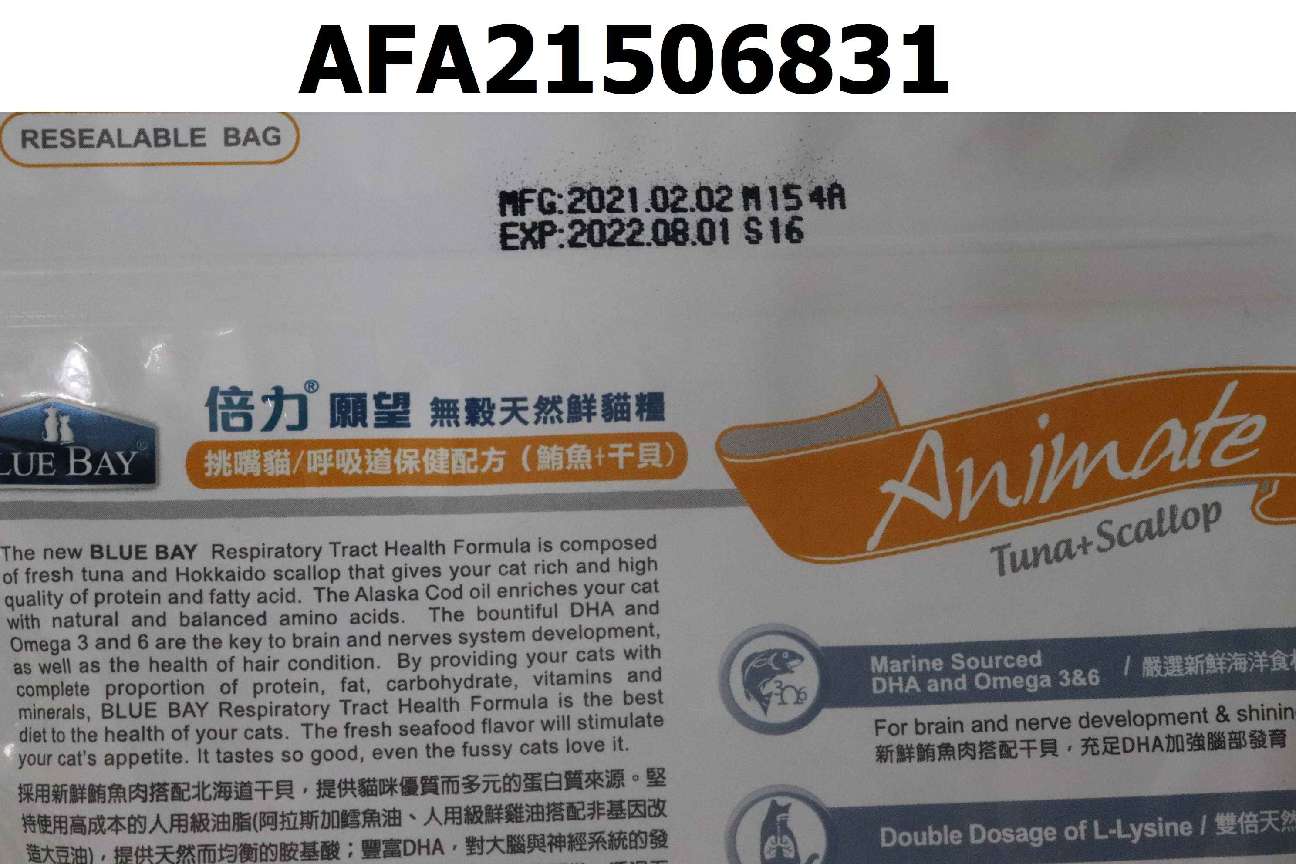 AFA21506831
RESEALABLE BAG
MFG:2021.02.02 M 15 4A
EXP:2022.08.01 S 16
LUE BAY®
倍力® 願望 無穀天然鮮貓糧
挑嘴貓/呼吸道保健配方(鮪魚+干貝)
Animate
Tuna+Scallop
The new BLUE BAY Respiratory Tract Health Formula is composed
of fresh tuna and Hokkaido scallop that gives your cat rich and high
quality of protein and fatty acid. The Alaska Cod oil enriches your cat
with natural and balanced amino acids. The bountiful DHA and
Omega 3 and 6 are the key to brain and nerves system development,
as well as the health of hair condition. By providing your cats with
complete proportion of protein, fat, carbohydrate, vitamins and
minerals, BLUE BAY Respiratory Tract Health Formula is the best
diet to the health of your cats. The fresh seafood flavor will stimulate
your cat's appetite. It tastes so good, even the fussy cats love it.
採用新鮮鮪魚肉搭配北海道干貝，提供貓咪優質而多元的蛋白質來源。堅
持使用高成本的人用級油脂(阿拉斯加鱈魚油、人用級鮮雞油搭配非基因改
造大豆油)，提供天然而均衡的胺基酸；豐富DHA，對大腦與神經系統的發
Marine Sourced
DHA and Omega 3&6 / 嚴選新鮮海洋食
For brain and nerve development & shinin
新鮮鮪魚肉搭配干貝，充足DHA加強腦部發育
Double Dosage of L-Lysine / 雙倍天然